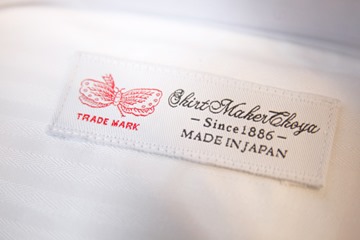 TRADE MARK
Shirt Maker Choya
- Since 1886 -
MADE IN JAPAN